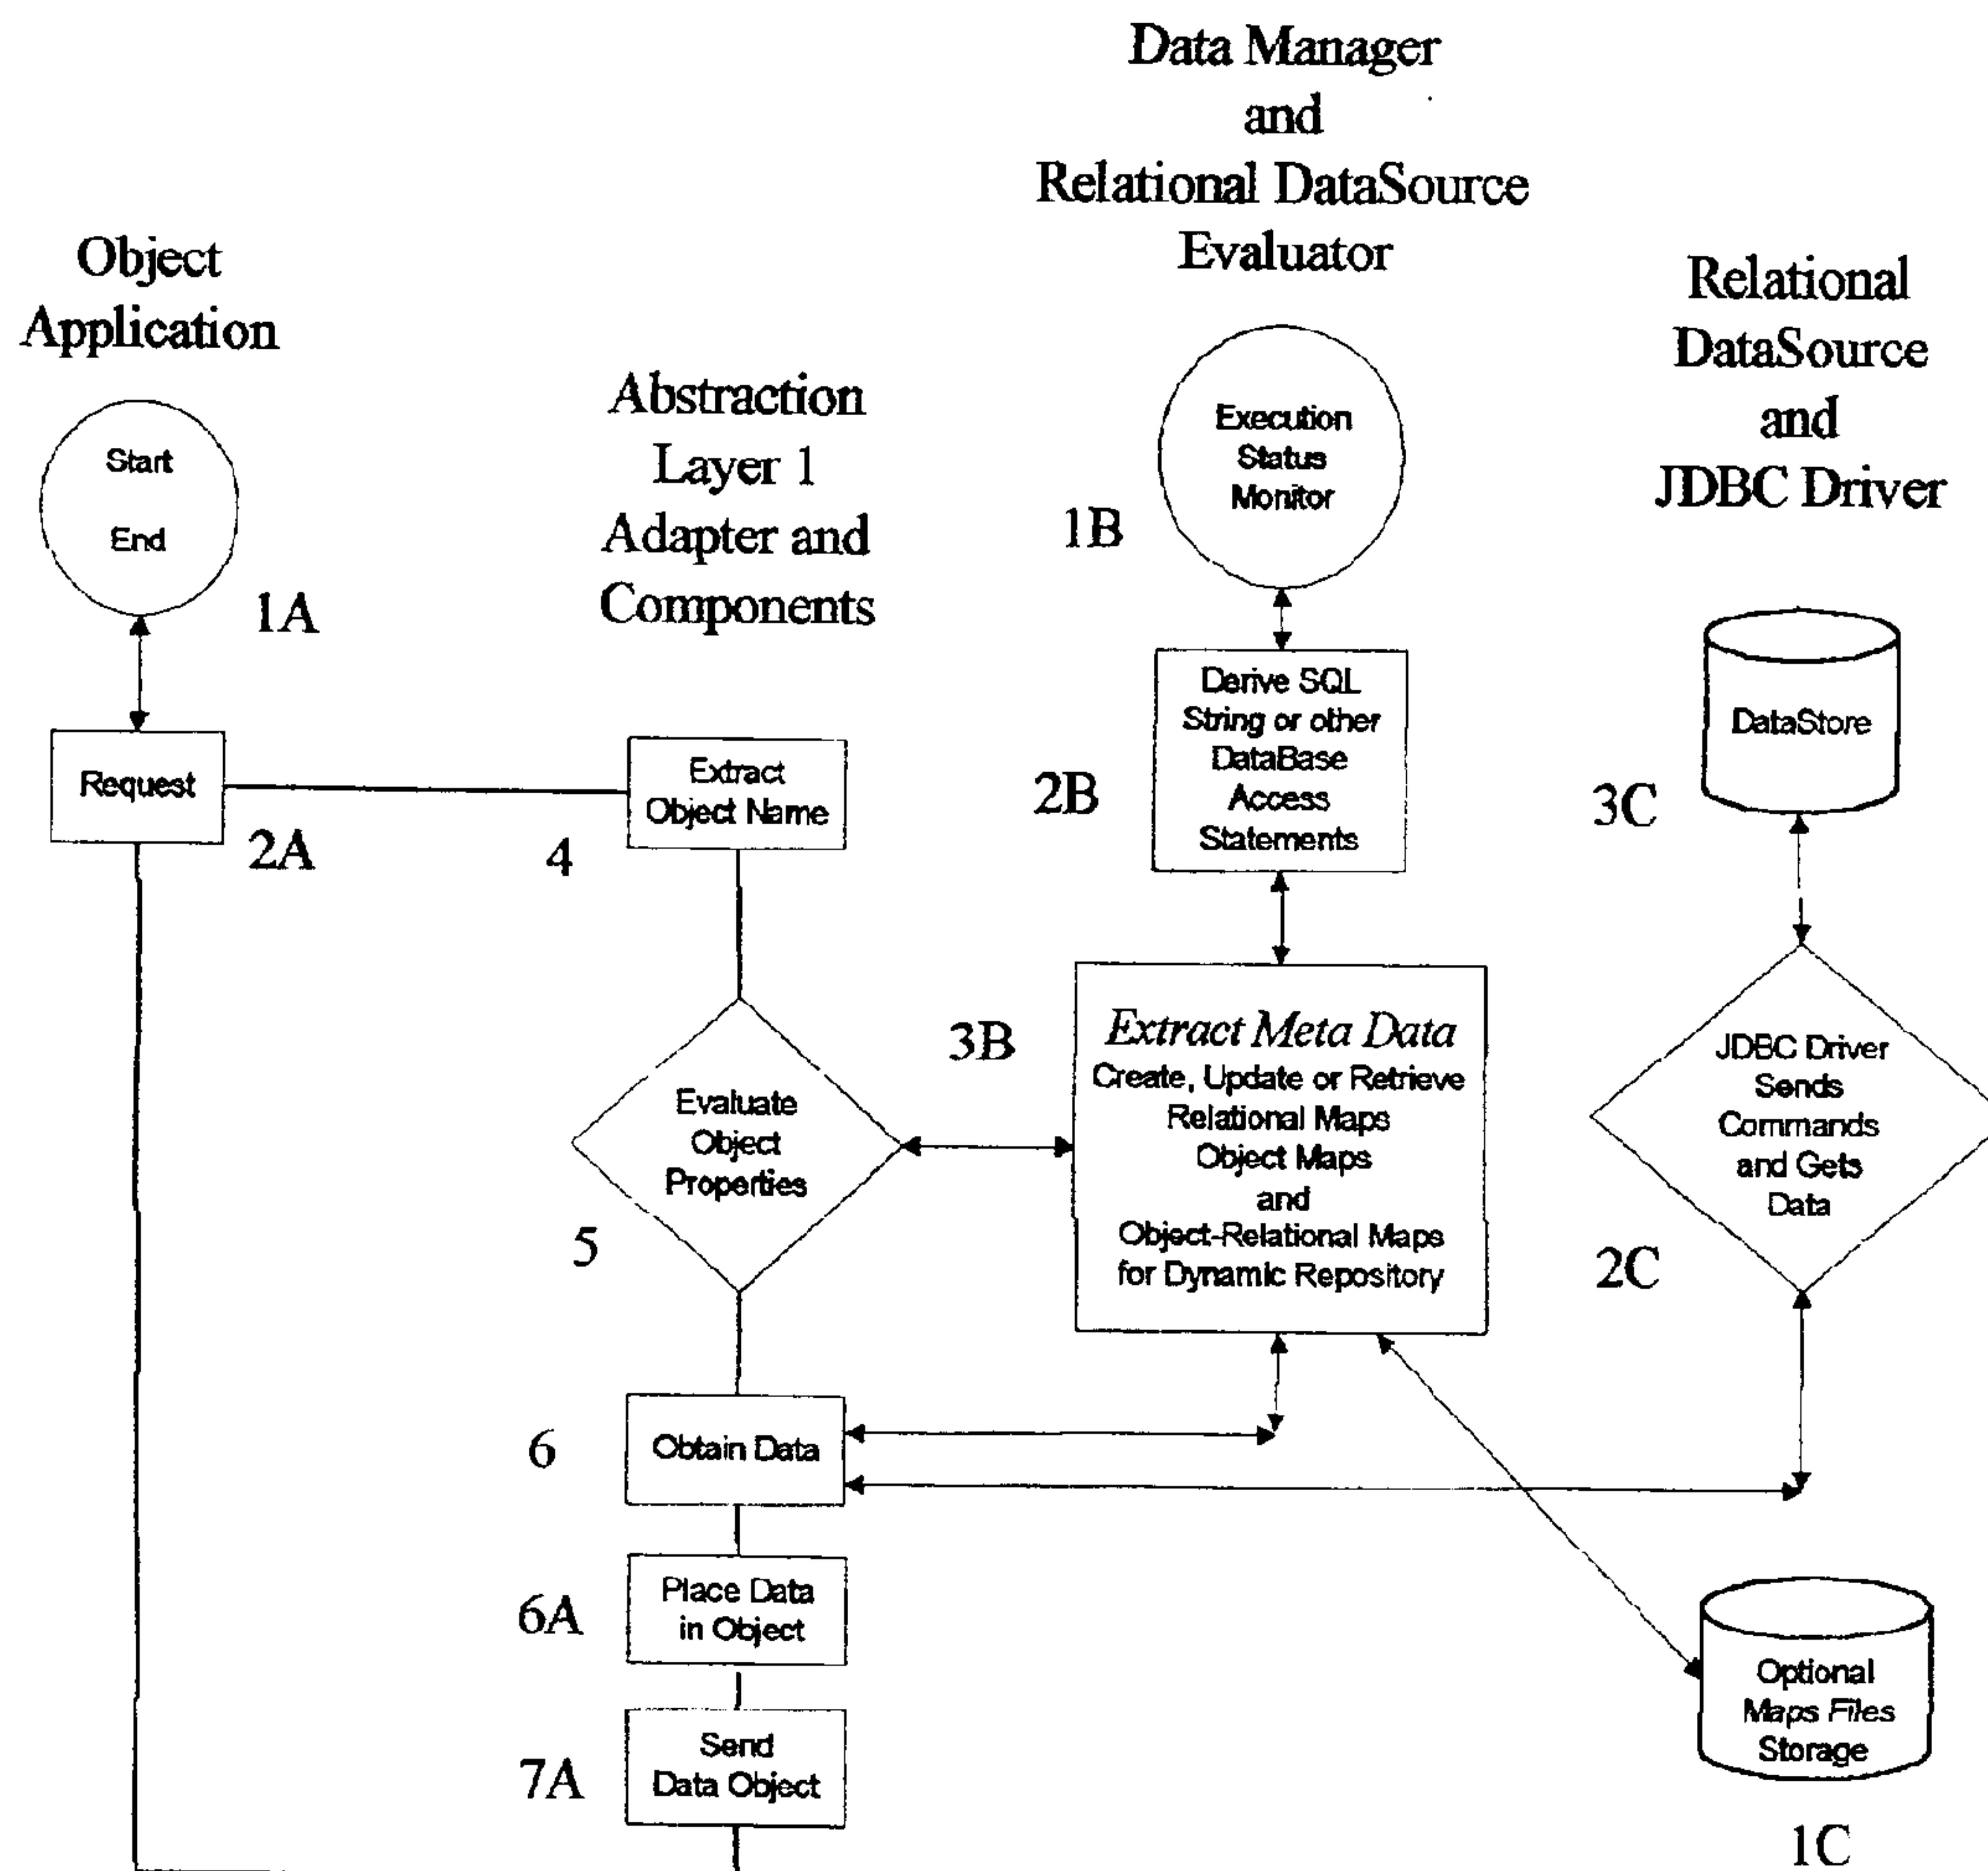 Data Manager
and
Relational DataSource
Evaluator
Object
Application
Relational
DataSource
and
JDBC Driver
Abstraction
Layer 1
Adapter and
Components
Start
End
1A
Execution
Status
Monitor
1B
Request
2A
Extract
Object Name
4
Derive SQL
String or other
DataBase
Access
Statements
2B
DataStore
3C
Evaluate
Object
Properties
5
3B
Extract Meta Data
Create, Update or Retrieve
Relational Maps
Object Maps
and
Object-Relational Maps
for Dynamic Repository
JDBC Driver
Sends
Commands
and Gets
Data
2C
6
Obtain Data
6A
Place Data
in Object
7A
Send
Data Object
Optional
Maps Files
Storage
1C